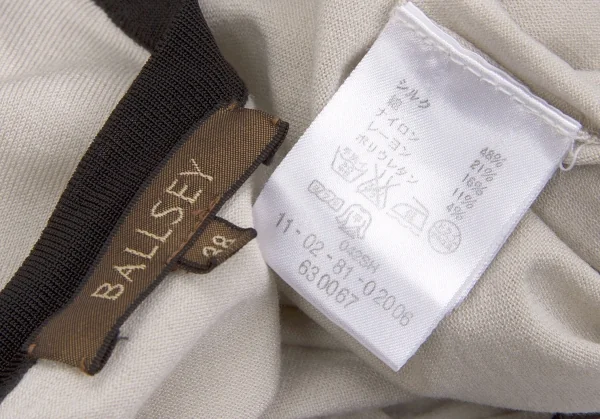 BALLSEY
38
シルク 48%
綿 21%
ナイロン 16%
レーヨン 11%
ポリウレタン 4%
0426H
11-02-81-02006
630067